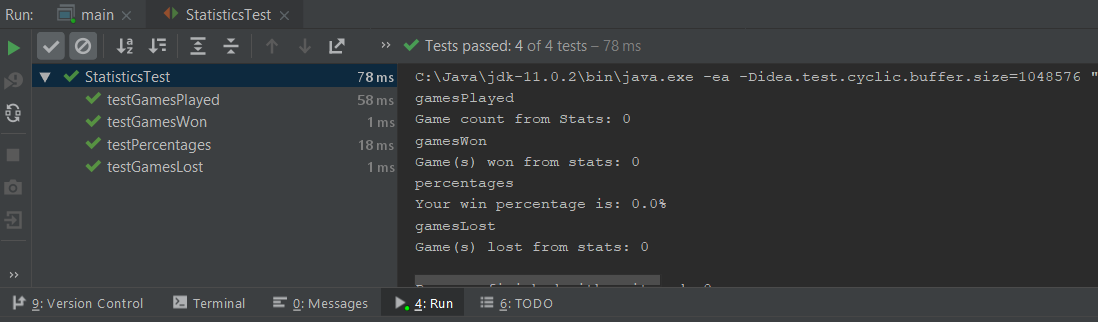 Run: main × StatisticsTest ×
» Tests passed: 4 of 4 tests – 78 ms
StatisticsTest 78 ms
testGamesPlayed 58 ms
testGamesWon 1 ms
testPercentages 18 ms
testGamesLost 1 ms
»
C:\Java\jdk-11.0.2\bin\java.exe -ea -Didea.test.cyclic.buffer.size=1048576 "
gamesPlayed
Game count from Stats: 0
gamesWon
Game(s) won from stats: 0
percentages
Your win percentage is: 0.0%
gamesLost
Game(s) lost from stats: 0
9: Version Control Terminal 0: Messages 4: Run 6: TODO